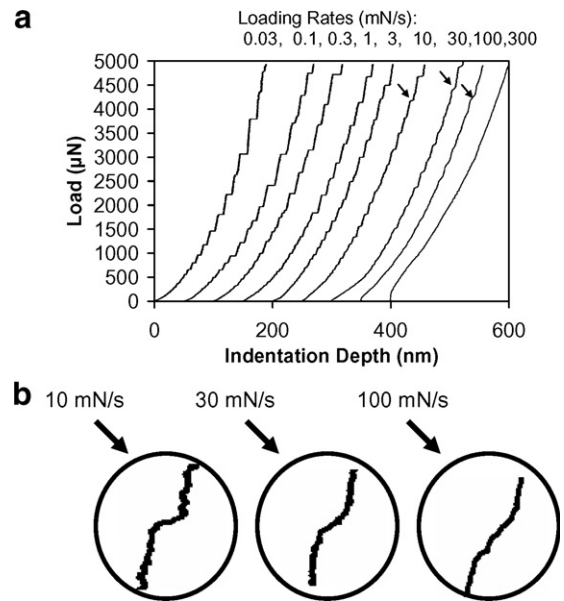 a
Loading Rates (mN/s):
0.03, 0.1, 0.3, 1, 3, 10, 30,100,300
5000
4500
4000
3500
3000
2500
2000
1500
1000
500
0
Load (µN)
0 200 400 600
Indentation Depth (nm)
b
10 mN/s 30 mN/s 100 mN/s